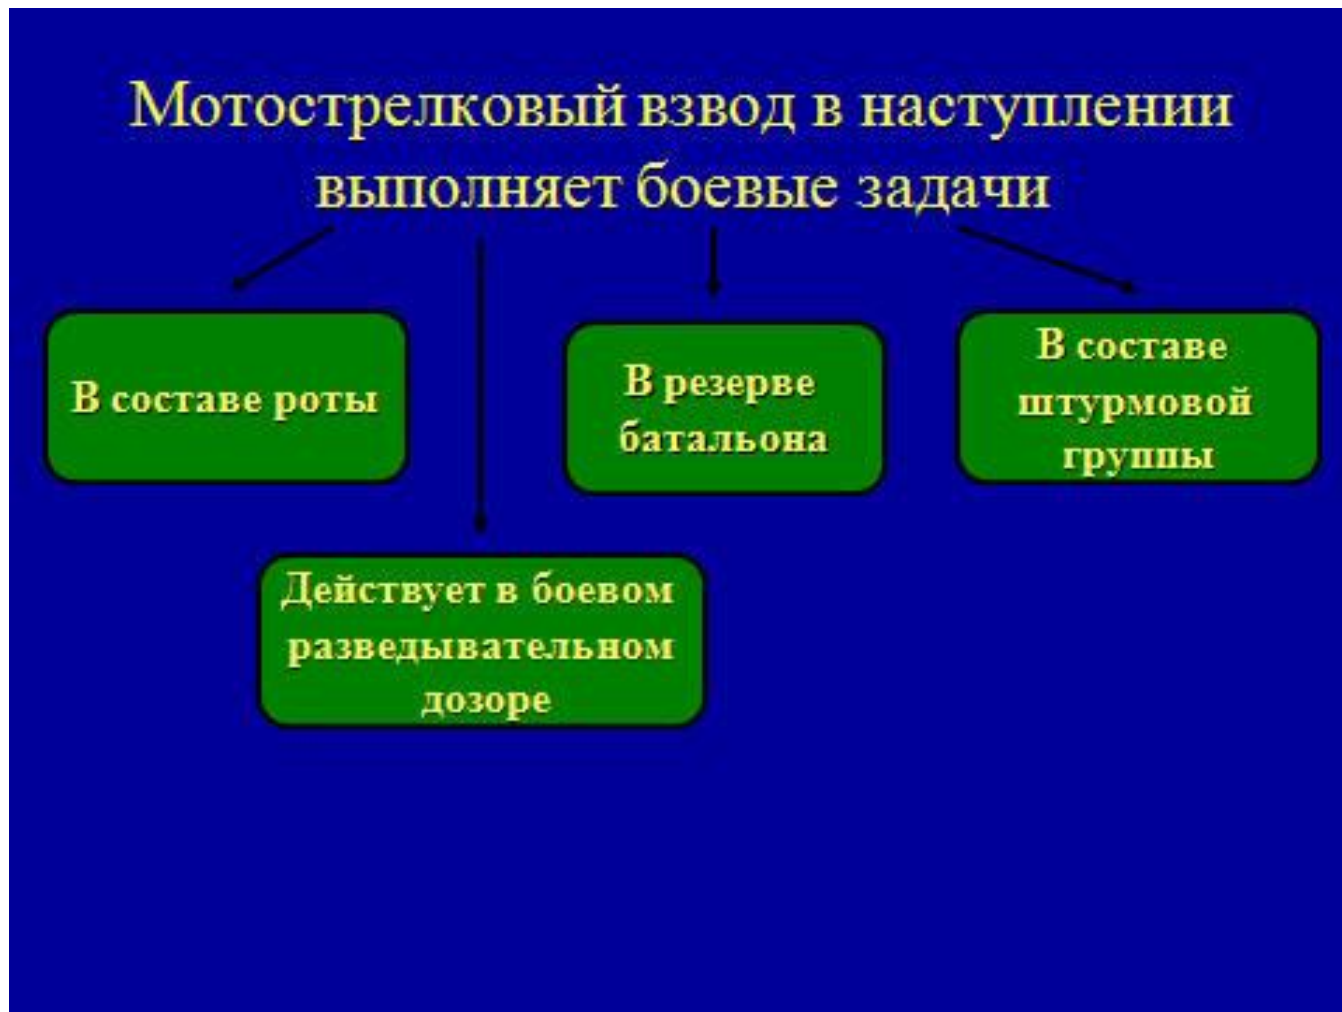 Мотострелковый взвод в наступлении
выполняет боевые задачи
В составе роты
В резерве
батальона
В составе
штурмовой
группы
Действует в боевом
разведывательном
дозоре